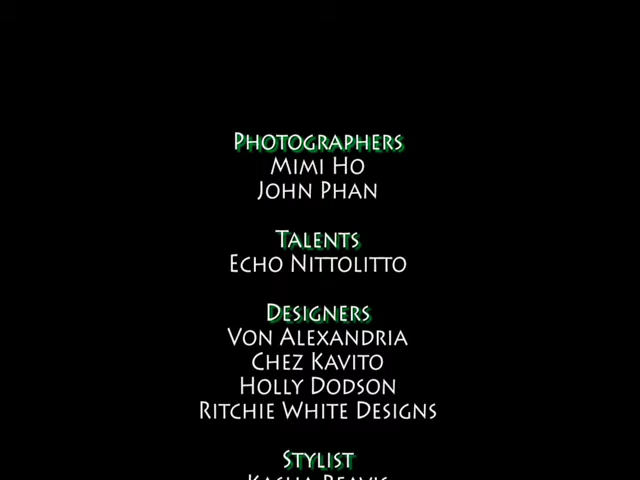 PHOTOGRAPHERS
MIMI HO
JOHN PHAN
TALENTS
ECHO NITTOLITTO
DESIGNERS
VON ALEXANDRIA
CHEZ KAVITO
HOLLY DODSON
RITCHIE WHITE DESIGNS
STYLIST